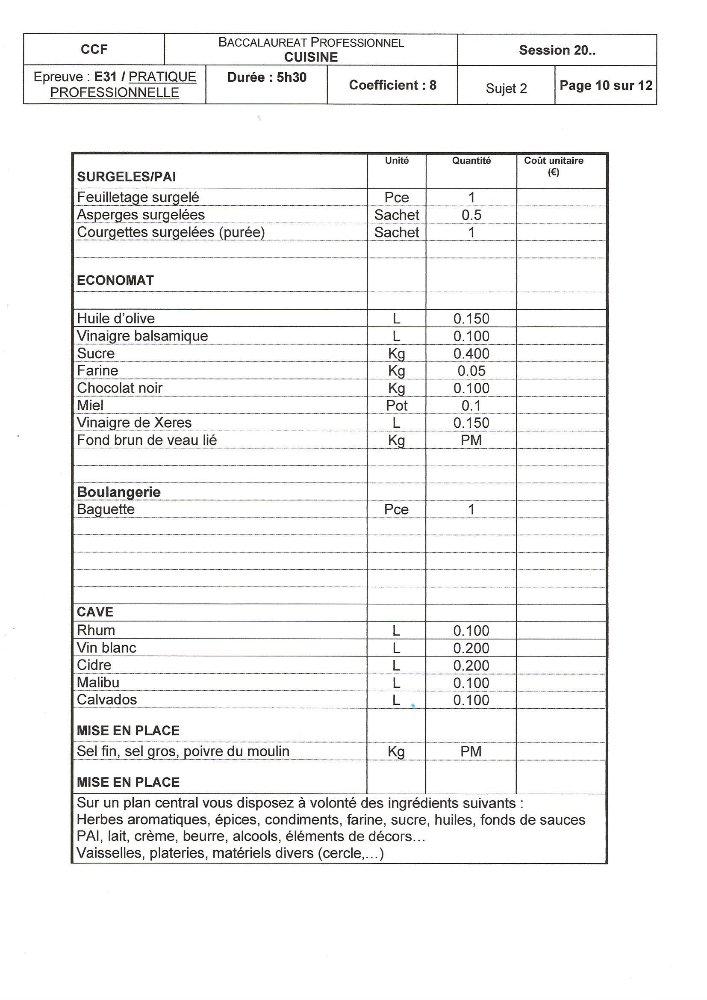 CCF
BACCALAUREAT PROFESSIONNEL
CUISINE
Session 20..
Epreuve : E31 / PRATIQUE
PROFESSIONNELLE
Durée : 5h30
Coefficient : 8
Sujet 2
Page 10 sur 12
SURGELES/PAI Unité Quantité Coût unitaire
(€)
Feuilletage surgelé Pce 1
Asperges surgelées Sachet 0.5
Courgettes surgelées (purée) Sachet 1
ECONOMAT
Huile d'olive L 0.150
Vinaigre balsamique L 0.100
Sucre Kg 0.400
Farine Kg 0.05
Chocolat noir Kg 0.100
Miel Pot 0.1
Vinaigre de Xeres L 0.150
Fond brun de veau lié Kg PM
Boulangerie
Baguette Pce 1
CAVE
Rhum L 0.100
Vin blanc L 0.200
Cidre L 0.200
Malibu L 0.100
Calvados L 0.100
MISE EN PLACE
Sel fin, sel gros, poivre du moulin Kg PM
MISE EN PLACE
Sur un plan central vous disposez à volonté des ingrédients suivants :
Herbes aromatiques, épices, condiments, farine, sucre, huiles, fonds de sauces
PAI, lait, crème, beurre, alcools, éléments de décors...
Vaisselles, plateries, matériels divers (cercle,...)